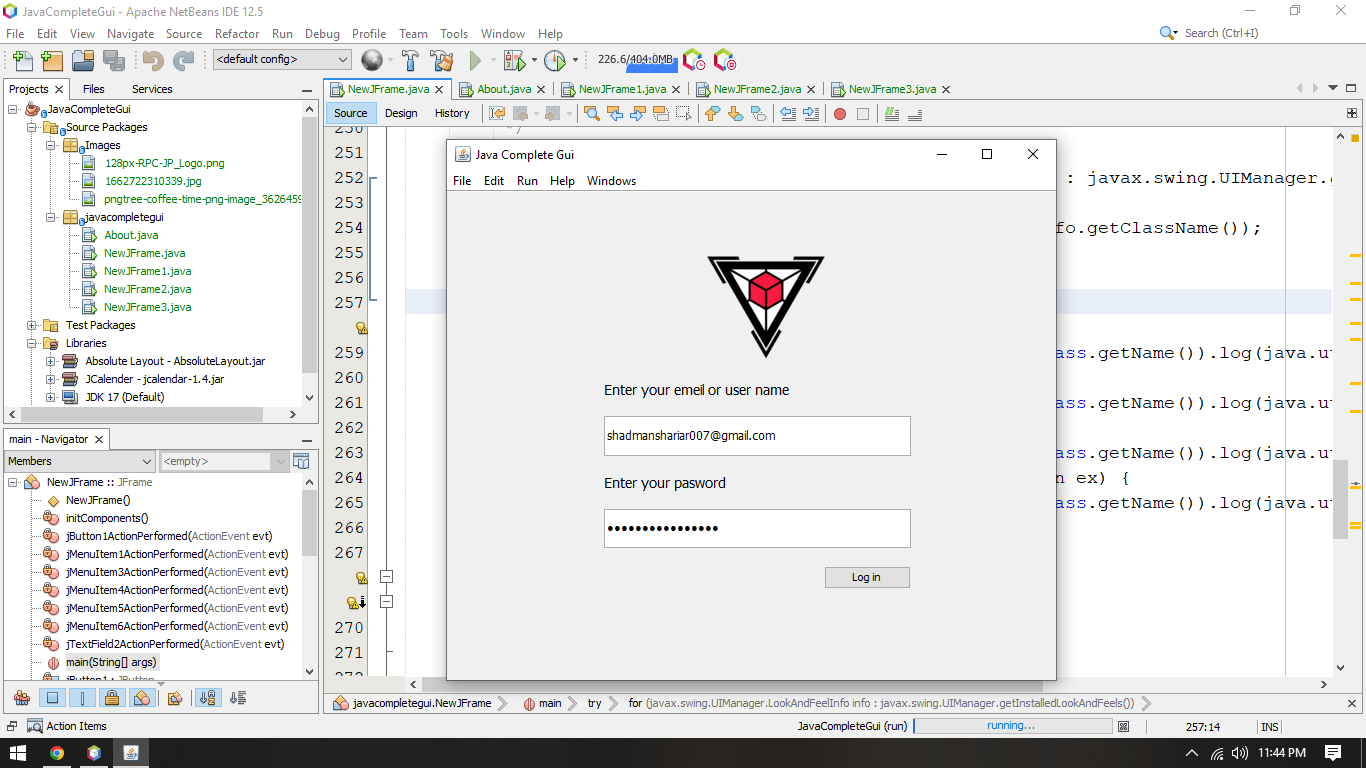 JavaCompleteGui - Apache NetBeans IDE 12.5
File Edit View Navigate Source Refactor Run Debug Profile Team Tools Window Help
Search (Ctrl+I)
<default config>
226.6/404.0MB
Projects Files Services
NewJFrame.java About.java NewJFrame1.java NewJFrame2.java NewJFrame3.java
Source Design History
JavaCompleteGui
Source Packages
Images
128px-RPC-JP_Logo.png
1662722310339.jpg
pngtree-coffee-time-png-image_3626459
javacompletegui
About.java
NewJFrame.java
NewJFrame1.java
NewJFrame2.java
NewJFrame3.java
Test Packages
Libraries
Absolute Layout - AbsoluteLayout.jar
JCalender - jcalendar-1.4.jar
JDK 17 (Default)
main - Navigator
Members
<empty>
NewJFrame :: JFrame
NewJFrame()
initComponents()
jButton1ActionPerformed(ActionEvent evt)
jMenuItem1ActionPerformed(ActionEvent evt)
jMenuItem3ActionPerformed(ActionEvent evt)
jMenuItem4ActionPerformed(ActionEvent evt)
jMenuItem5ActionPerformed(ActionEvent evt)
jMenuItem6ActionPerformed(ActionEvent evt)
jTextField2ActionPerformed(ActionEvent evt)
main(String[] args)
jButton1 : JButton
250 */
251
252 : javax.swing.UIManager.
253
254 fo.getClassName());
255
256
257
259 ass.getName()).log(java.u
260
261 ass.getName()).log(java.u
262
263 ass.getName()).log(java.u
264 n ex) {
265 ass.getName()).log(java.u
266
267
270
271
Java Complete Gui
File Edit Run Help Windows
Enter your emeil or user name
shadmanshariar007@gmail.com
Enter your pasword
Log in
javacompletegui.NewJFrame main try for (javax.swing.UIManager.LookAndFeelInfo info : javax.swing.UIManager.getInstalledLookAndFeels())
Action Items
JavaCompleteGui (run) running... 257:14 INS
11:44 PM